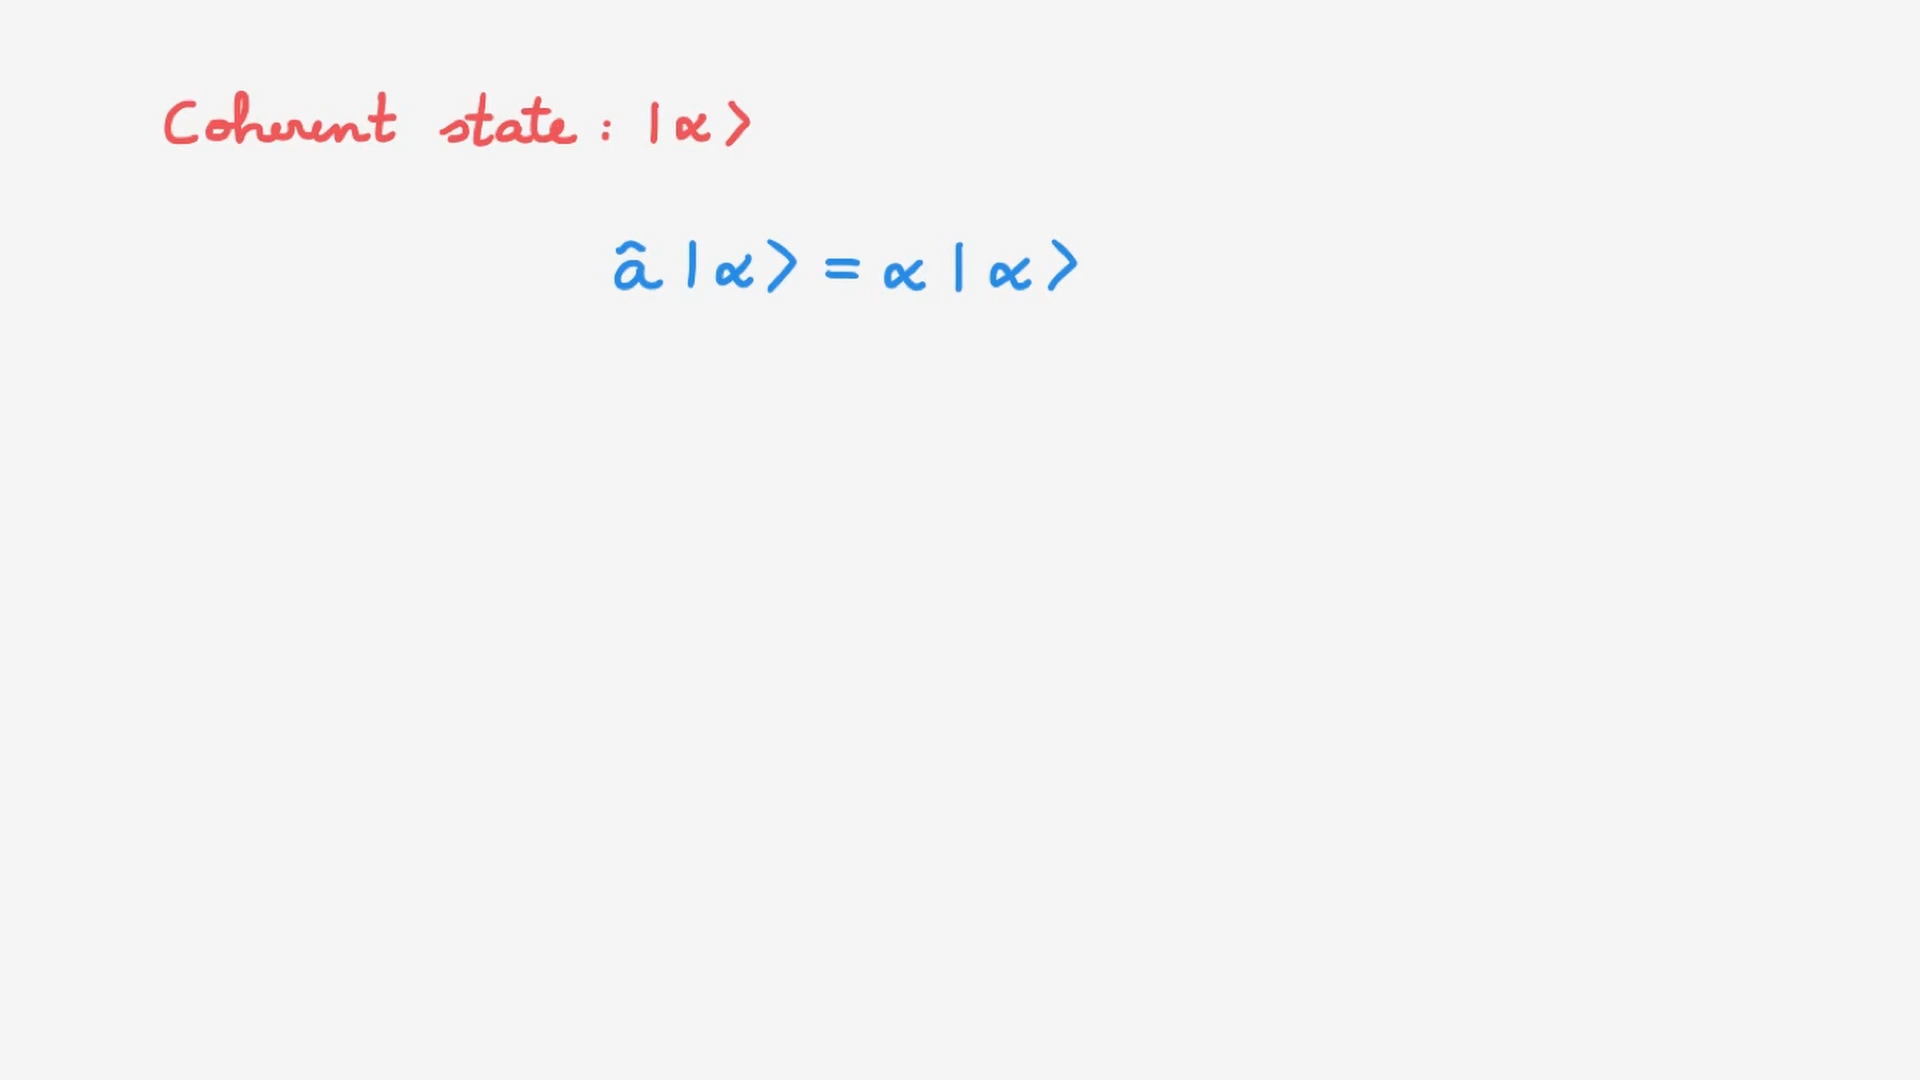 Coherent state : |α⟩
â |α⟩ = α |α⟩